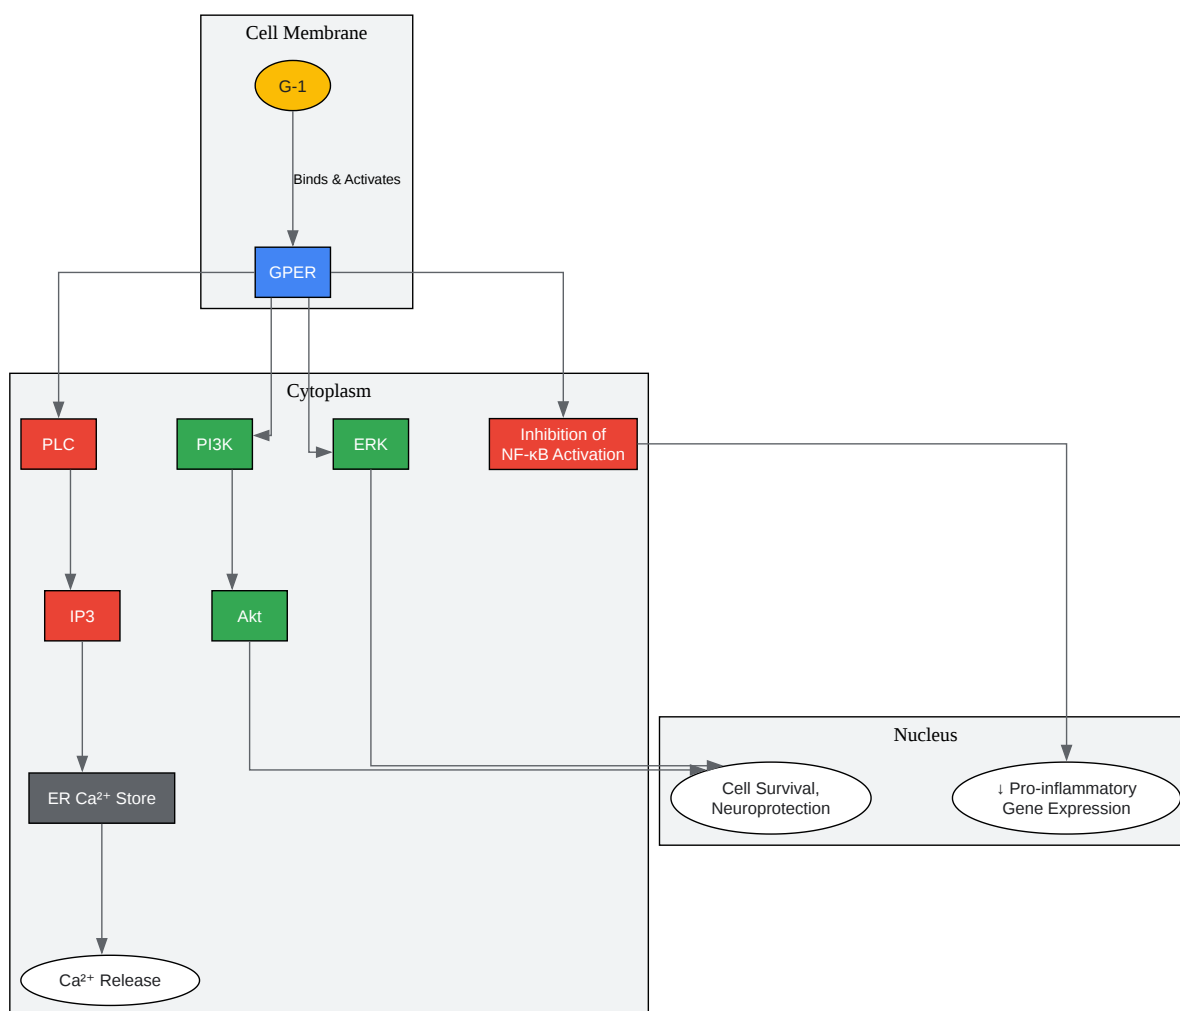 Cell Membrane
G-1
Binds & Activates
GPER
Cytoplasm
PLC
PI3K
ERK
Inhibition of
NF-κB Activation
IP3
Akt
Nucleus
ER Ca²⁺ Store
Cell Survival,
Neuroprotection
↓ Pro-inflammatory
Gene Expression
Ca²⁺ Release